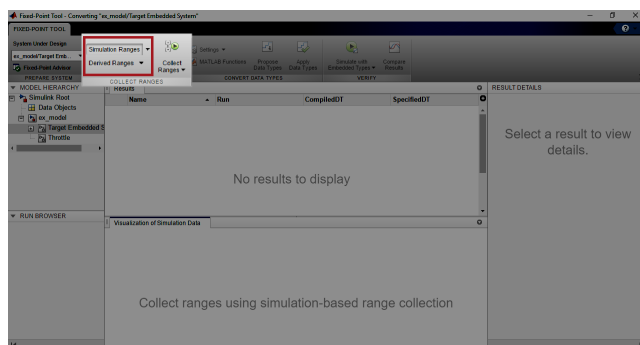 Fixed-Point Tool - Converting "ex_model/Target Embedded System"
FIXED-POINT TOOL
System Under Design
ex_model/Target Emb...
Fixed-Point Advisor
PREPARE SYSTEM
Simulation Ranges
Derived Ranges
Collect
Ranges
COLLECT RANGES
Settings
MATLAB Functions
Propose
Data Types
Apply
Data Types
CONVERT DATA TYPES
Simulate with
Embedded Types
Compare
Results
VERIFY
MODEL HIERARCHY
Simulink Root
Data Objects
ex_model
Target Embedded S
Throttle
RUN BROWSER
Results
Name
Run
CompiledDT
SpecifiedDT
No results to display
Visualization of Simulation Data
Collect ranges using simulation-based range collection
RESULT DETAILS
Select a result to view
details.